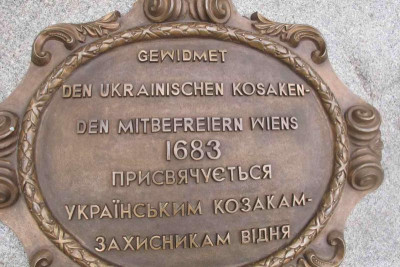 GEWIDMET
DEN UKRAINISCHEN KOSAKEN-
DEN MITBEFREIERN WIENS
1683
ПРИСВЯЧУЄТЬСЯ
УКРАЇНСЬКИМ КОЗАКАМ-
ЗАХИСНИКАМ ВІДНЯ